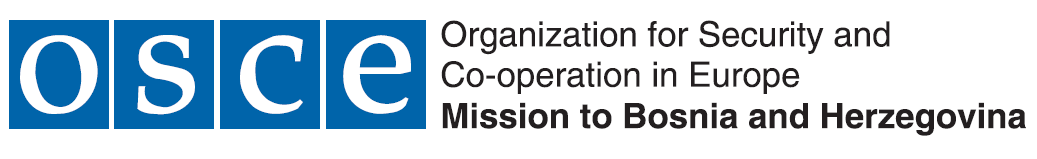 osce
Organization for Security and
Co-operation in Europe
Mission to Bosnia and Herzegovina